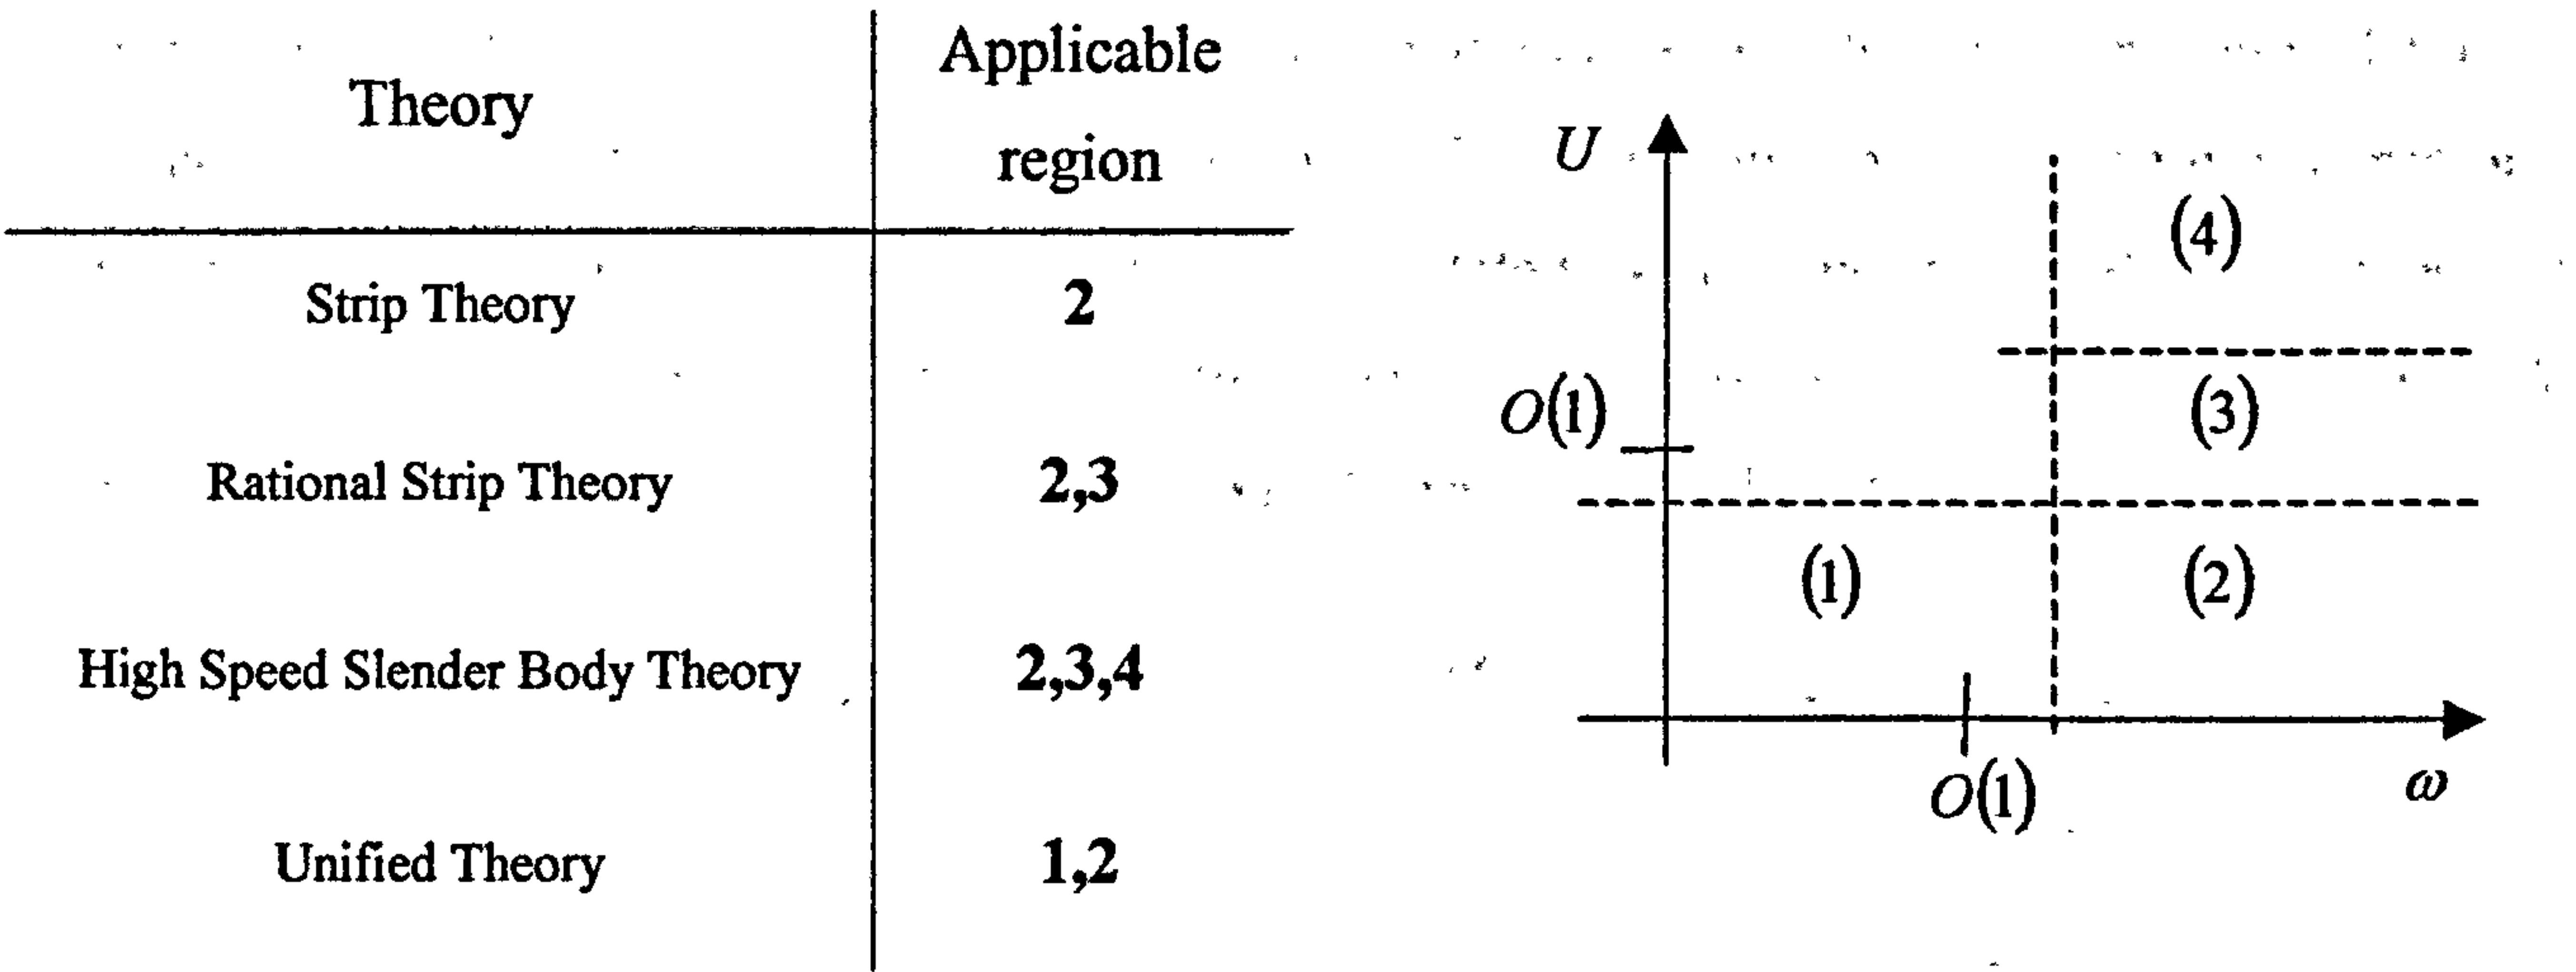 Theory
Applicable
region
Strip Theory
2
Rational Strip Theory
2,3
High Speed Slender Body Theory
2,3,4
Unified Theory
1,2
U
(4)
O(1)
(3)
(1)
(2)
O(1)
ω